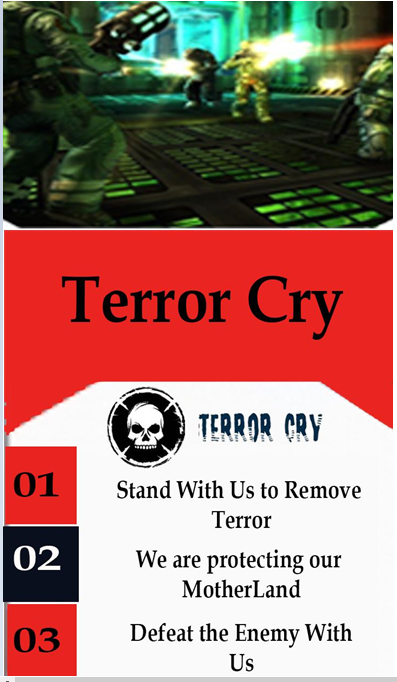 Terror Cry
TERROR CRY
01
Stand With Us to Remove
Terror
02
We are protecting our
MotherLand
03
Defeat the Enemy With
Us